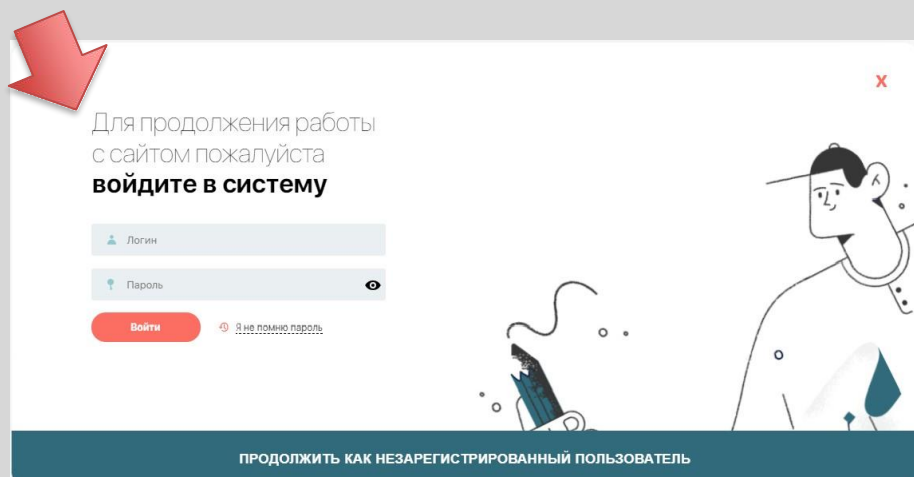 X
Для продолжения работы
с сайтом пожалуйста
войдите в систему
Логин
Пароль
Войти
Я не помню пароль
ПРОДОЛЖИТЬ КАК НЕЗАРЕГИСТРИРОВАННЫЙ ПОЛЬЗОВАТЕЛЬ